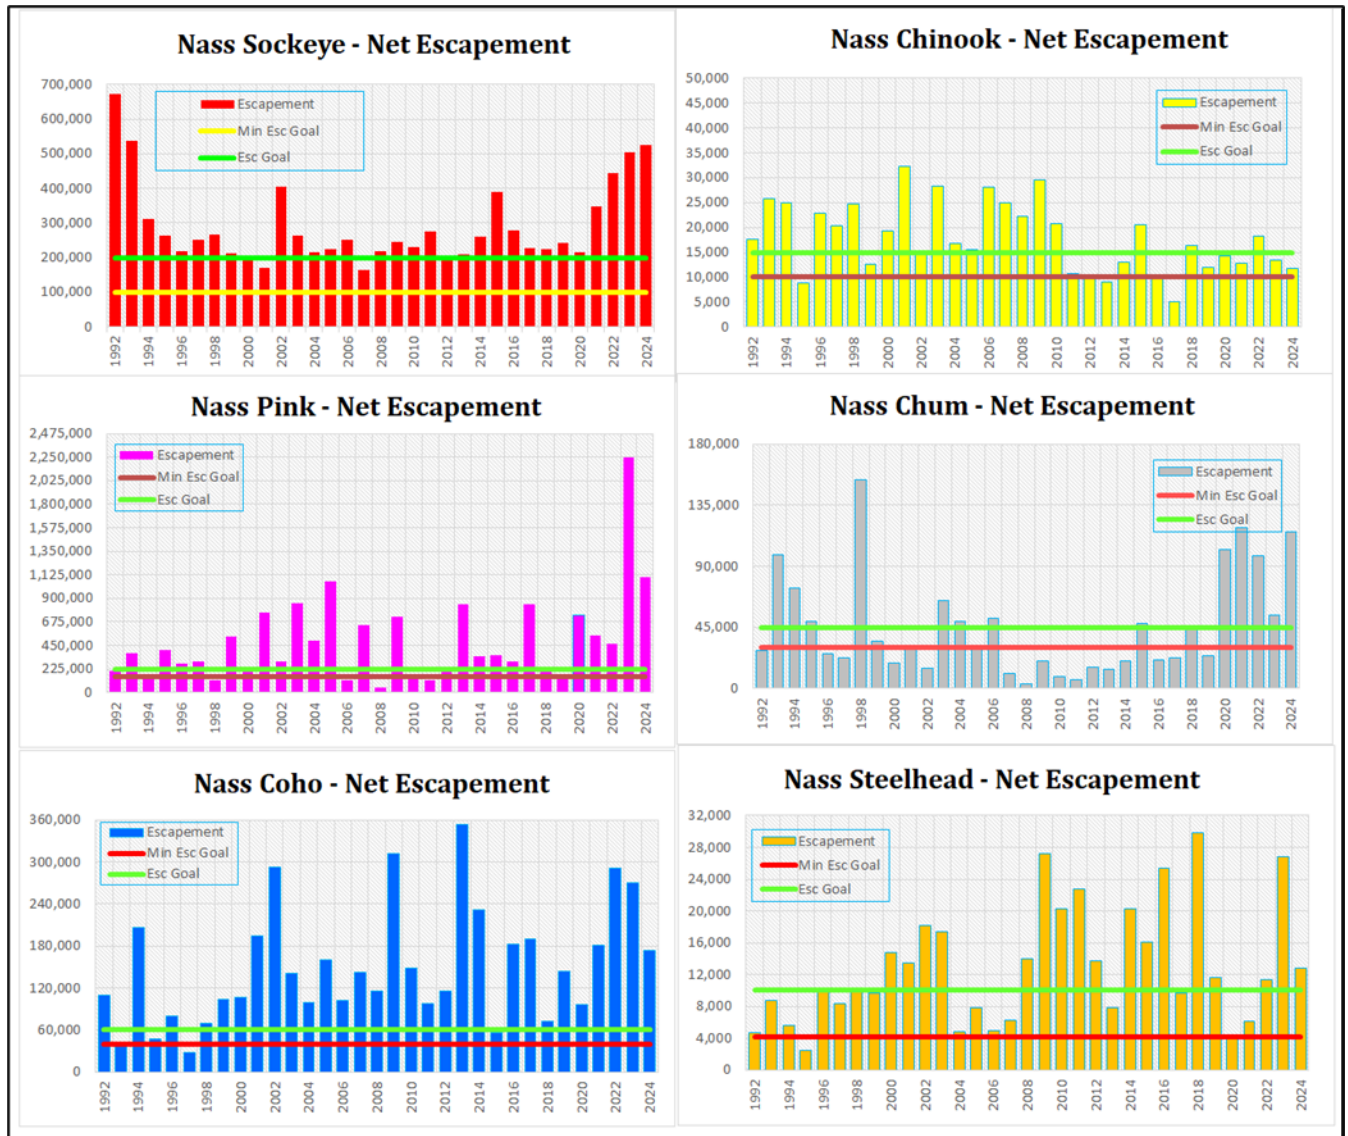 Nass Sockeye - Net Escapement
700,000
600,000
500,000
400,000
300,000
200,000
100,000
0
Escapement
Min Esc Goal
Esc Goal
1992 1994 1996 1998 2000 2002 2004 2006 2008 2010 2012 2014 2016 2018 2020 2022 2024
Nass Chinook - Net Escapement
50,000
45,000
40,000
35,000
30,000
25,000
20,000
15,000
10,000
5,000
0
Escapement
Min Esc Goal
Esc Goal
1992 1994 1996 1998 2000 2002 2004 2006 2008 2010 2012 2014 2016 2018 2020 2022 2024
Nass Pink - Net Escapement
2,475,000
2,250,000
2,025,000
1,800,000
1,575,000
1,350,000
1,125,000
900,000
675,000
450,000
225,000
0
Escapement
Min Esc Goal
Esc Goal
1992 1994 1996 1998 2000 2002 2004 2006 2008 2010 2012 2014 2016 2018 2020 2022 2024
Nass Chum - Net Escapement
180,000
135,000
90,000
45,000
0
Escapement
Min Esc Goal
Esc Goal
1992 1994 1996 1998 2000 2002 2004 2006 2008 2010 2012 2014 2016 2018 2020 2022 2024
Nass Coho - Net Escapement
360,000
300,000
240,000
180,000
120,000
60,000
0
Escapement
Min Esc Goal
Esc Goal
1992 1994 1996 1998 2000 2002 2004 2006 2008 2010 2012 2014 2016 2018 2020 2022 2024
Nass Steelhead - Net Escapement
32,000
28,000
24,000
20,000
16,000
12,000
8,000
4,000
0
Escapement
Min Esc Goal
Esc Goal
1992 1994 1996 1998 2000 2002 2004 2006 2008 2010 2012 2014 2016 2018 2020 2022 2024